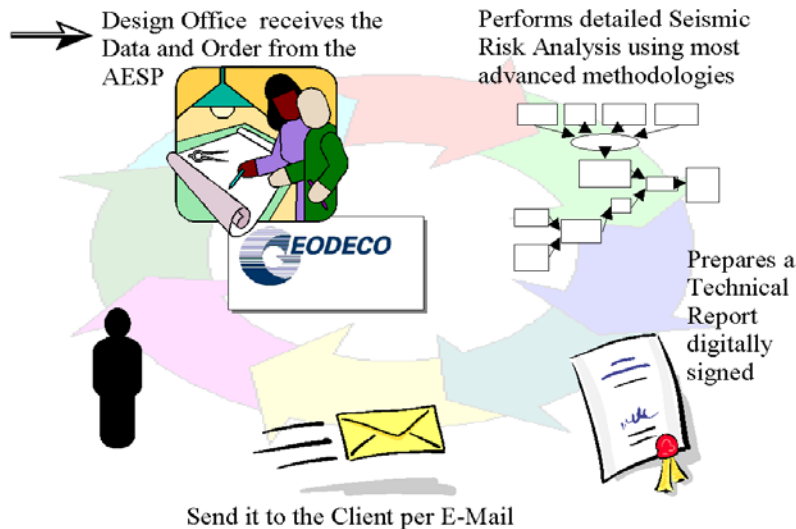 Design Office receives the
Data and Order from the
AESP
Performs detailed Seismic
Risk Analysis using most
advanced methodologies
GEODECO
Prepares a
Technical
Report
digitally
signed
Send it to the Client per E-Mail